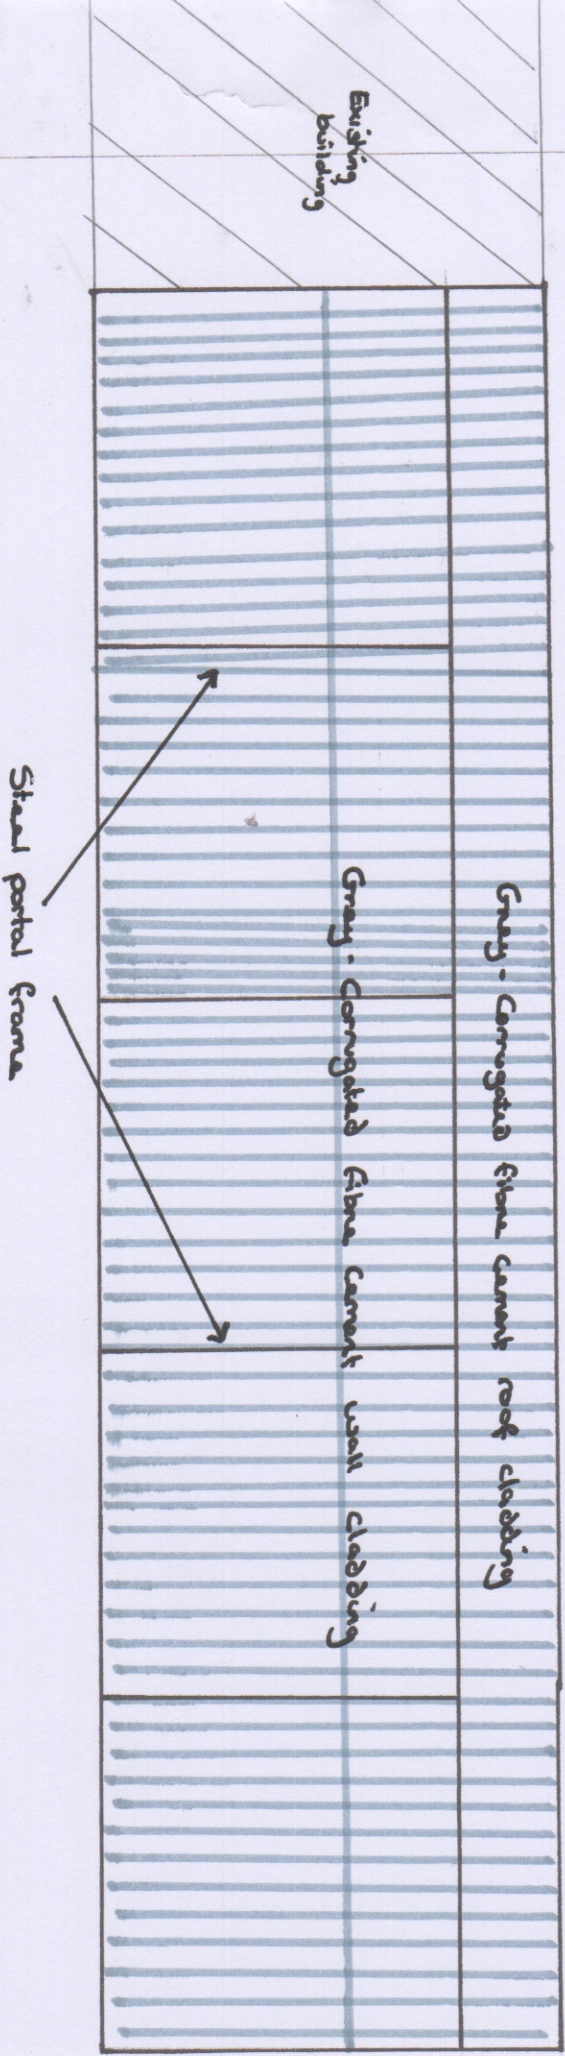 Existing
building
Grey - Corrugated fibre cement roof cladding
Grey - Corrugated fibre cement wall cladding
Steel portal frame